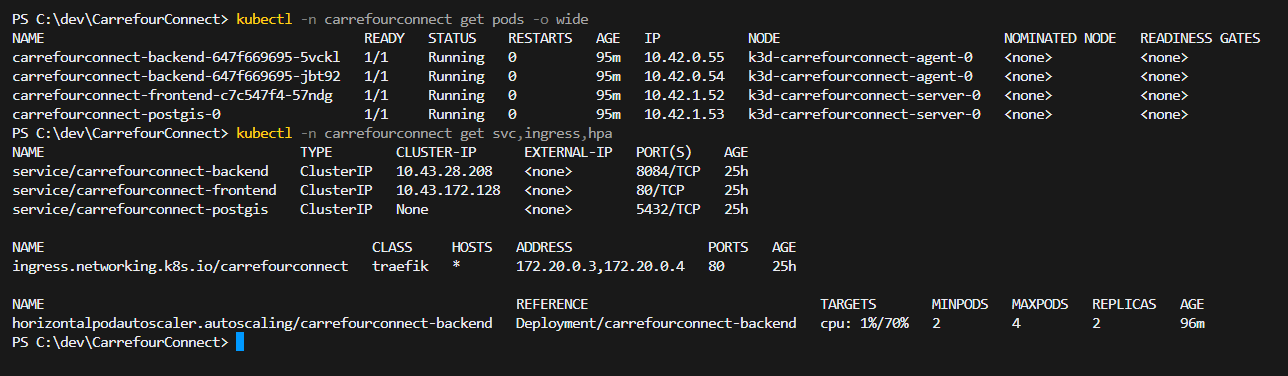 PS C:\dev\CarrefourConnect> kubectl -n carrefourconnect get pods -o wide
NAME READY STATUS RESTARTS AGE IP NODE NOMINATED NODE READINESS GATES
carrefourconnect-backend-647f669695-5vckl 1/1 Running 0 95m 10.42.0.55 k3d-carrefourconnect-agent-0 <none> <none>
carrefourconnect-backend-647f669695-jbt92 1/1 Running 0 95m 10.42.0.54 k3d-carrefourconnect-agent-0 <none> <none>
carrefourconnect-frontend-c7c547f4-57ndg 1/1 Running 0 95m 10.42.1.52 k3d-carrefourconnect-server-0 <none> <none>
carrefourconnect-postgis-0 1/1 Running 0 95m 10.42.1.53 k3d-carrefourconnect-server-0 <none> <none>
PS C:\dev\CarrefourConnect> kubectl -n carrefourconnect get svc,ingress,hpa
NAME TYPE CLUSTER-IP EXTERNAL-IP PORT(S) AGE
service/carrefourconnect-backend ClusterIP 10.43.28.208 <none> 8084/TCP 25h
service/carrefourconnect-frontend ClusterIP 10.43.172.128 <none> 80/TCP 25h
service/carrefourconnect-postgis ClusterIP None <none> 5432/TCP 25h
NAME CLASS HOSTS ADDRESS PORTS AGE
ingress.networking.k8s.io/carrefourconnect traefik * 172.20.0.3,172.20.0.4 80 25h
NAME REFERENCE TARGETS MINPODS MAXPODS REPLICAS AGE
horizontalpodautoscaler.autoscaling/carrefourconnect-backend Deployment/carrefourconnect-backend cpu: 1%/70% 2 4 2 96m
PS C:\dev\CarrefourConnect>